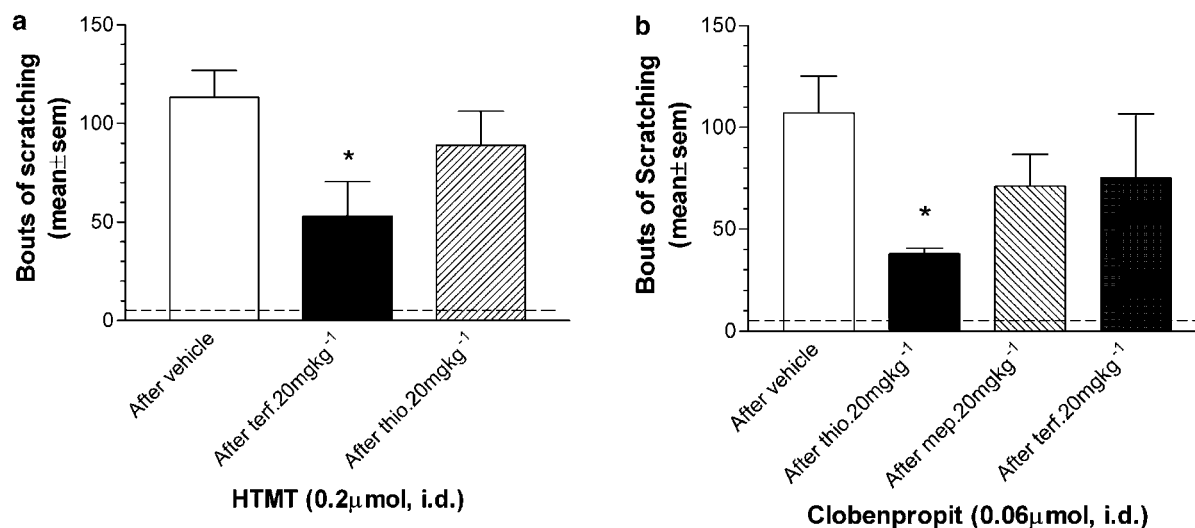 a
Bouts of scratching
(mean±sem)
150
100
50
0
*
After vehicle
After terf.20mgkg⁻¹
After thio.20mgkg⁻¹
HTMT (0.2μmol, i.d.)
b
Bouts of Scratching
(mean±sem)
150
100
50
0
*
After vehicle
After thio.20mgkg⁻¹
After mep.20mgkg⁻¹
After terf.20mgkg⁻¹
Clobenpropit (0.06μmol, i.d.)